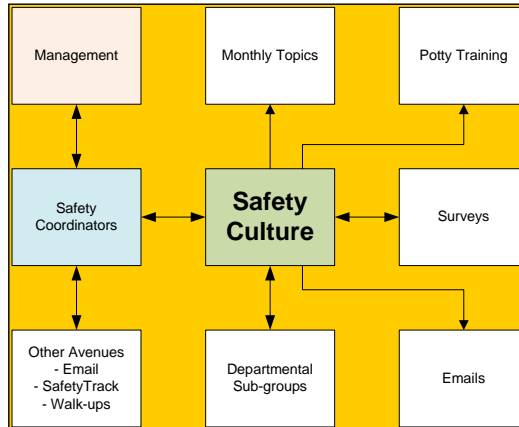 Management
Monthly Topics
Potty Training
Safety
Coordinators
Safety
Culture
Surveys
Other Avenues
- Email
- SafetyTrack
- Walk-ups
Departmental
Sub-groups
Emails